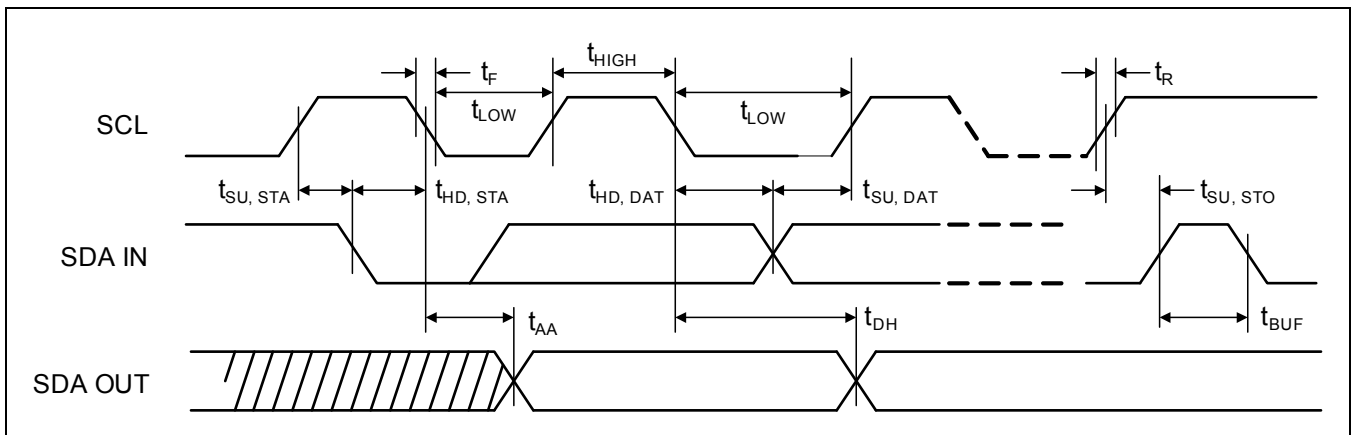 t_F
t_HIGH
t_R
SCL
t_LOW
t_LOW
t_SU, STA
t_HD, STA
t_HD, DAT
t_SU, DAT
t_SU, STO
SDA IN
t_AA
t_DH
t_BUF
SDA OUT